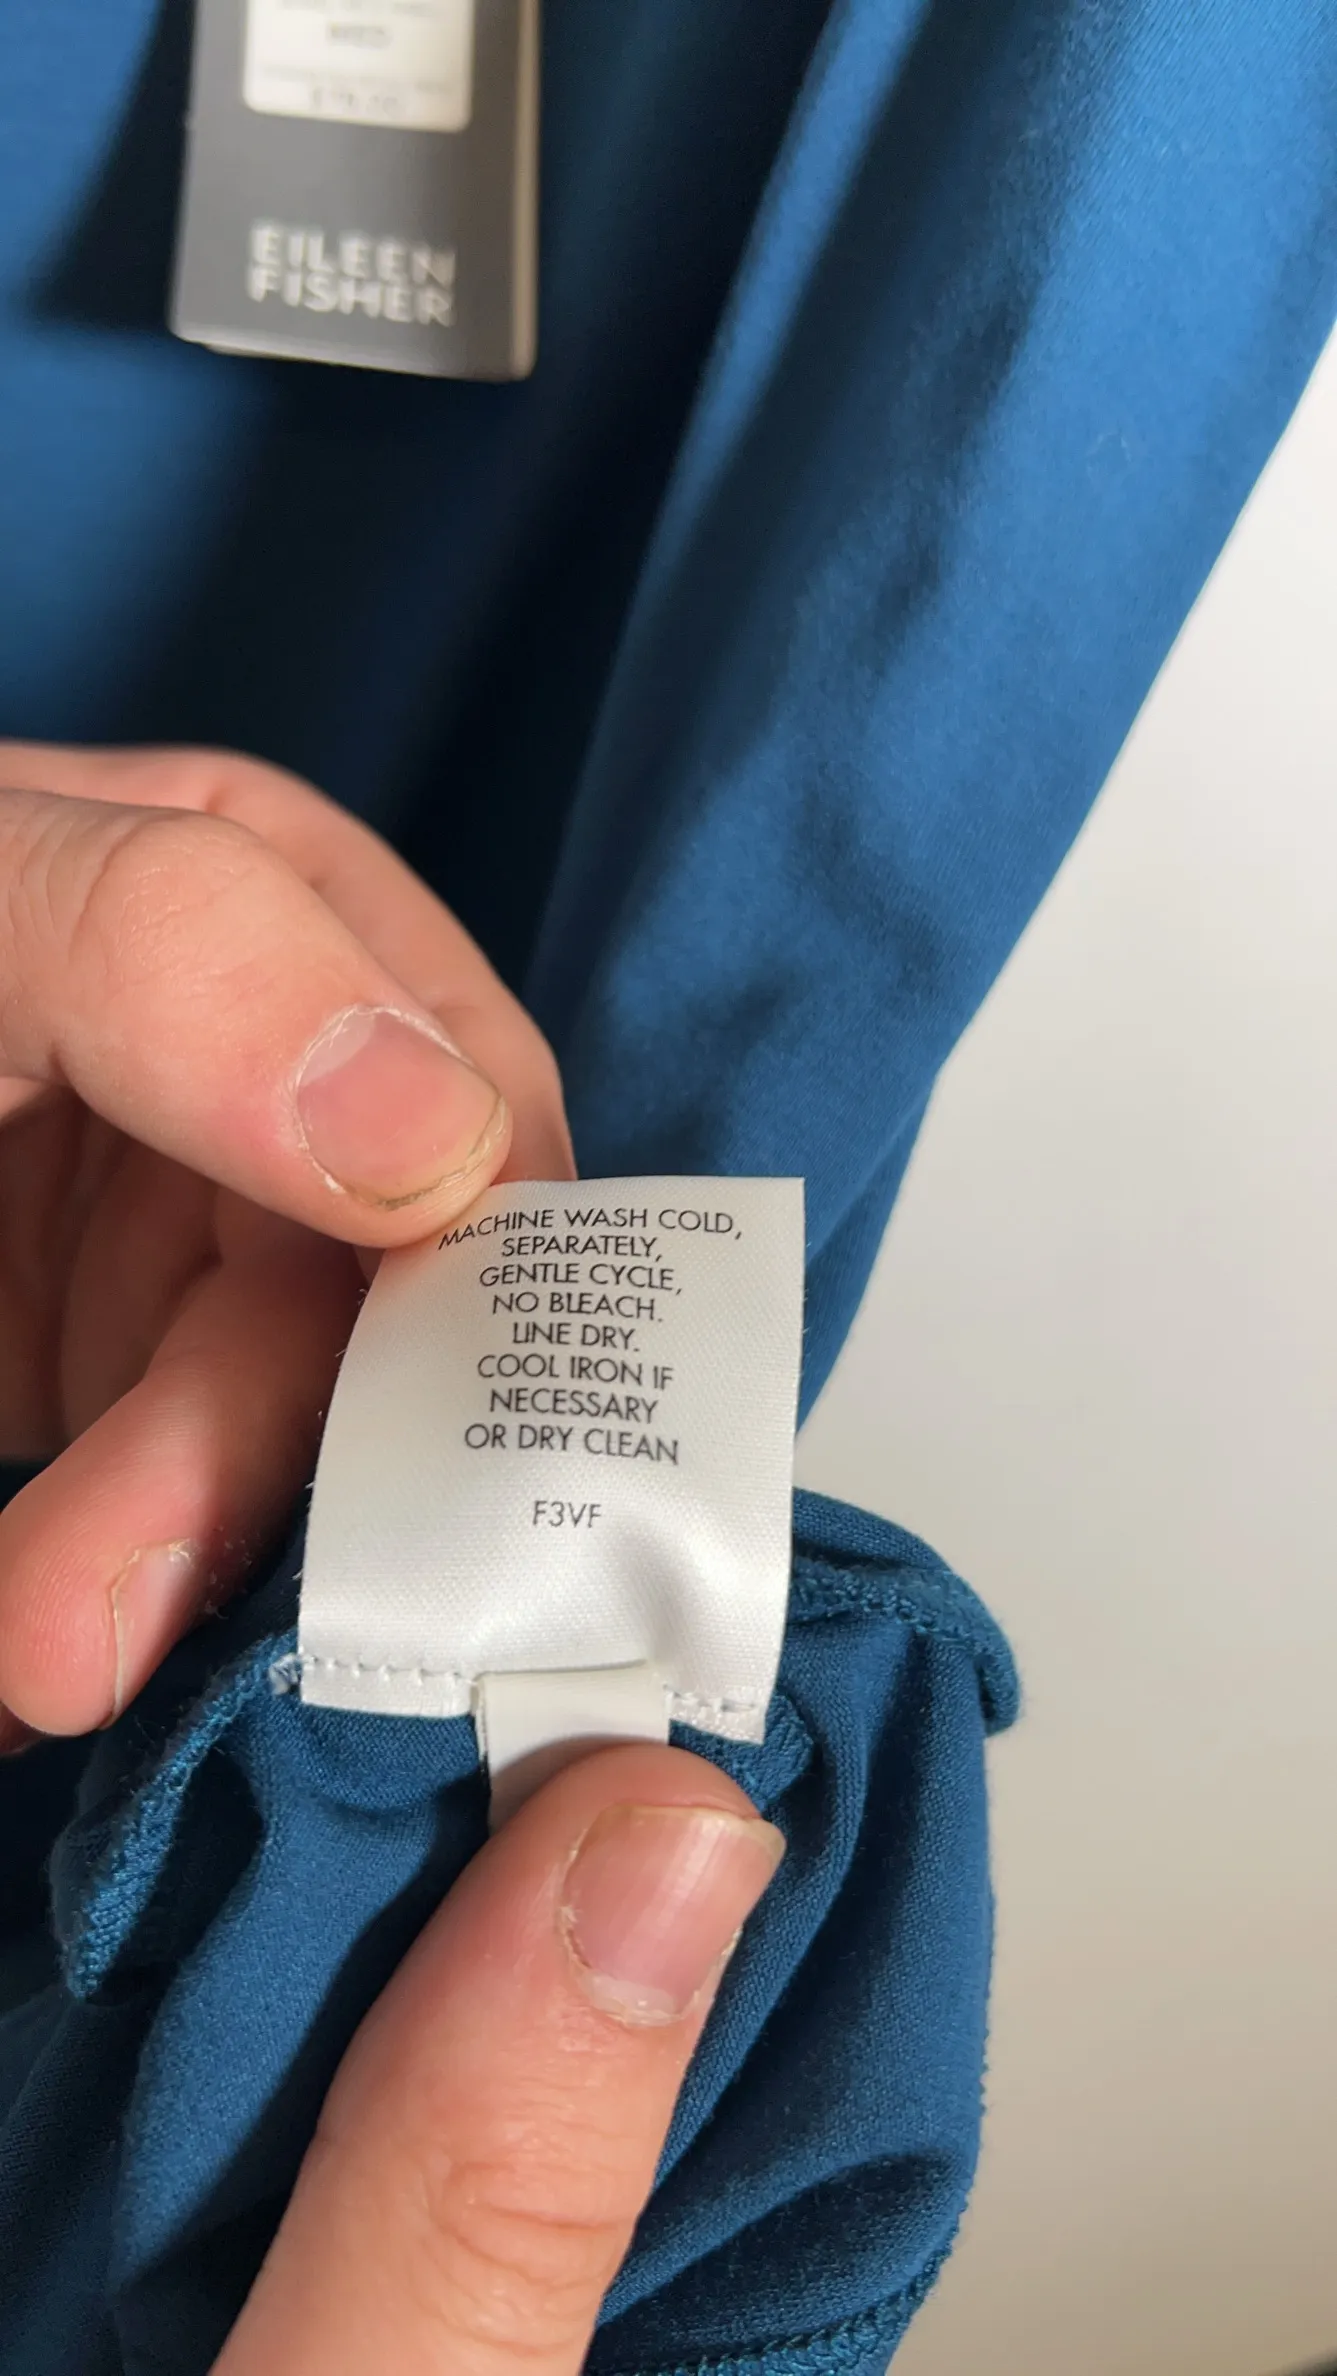 EILEEN
FISHER
MACHINE WASH COLD,
SEPARATELY,
GENTLE CYCLE,
NO BLEACH.
LINE DRY.
COOL IRON IF
NECESSARY
OR DRY CLEAN
F3VF